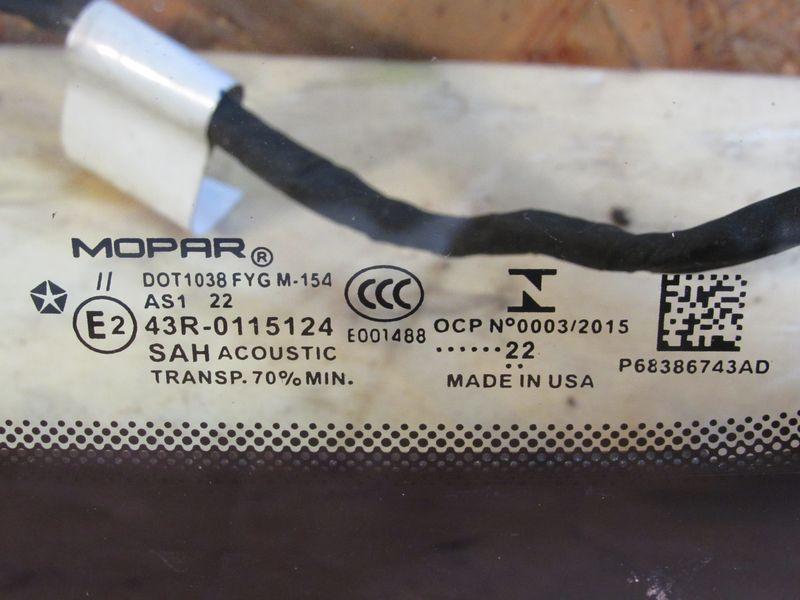 MOPAR®
// DOT1038 FYG M-154
AS1 22
E2 43R-0115124
SAH ACOUSTIC
TRANSP. 70% MIN.
CCC
E001488
N
OCP Nº0003/2015
......22
..
MADE IN USA
P68386743AD